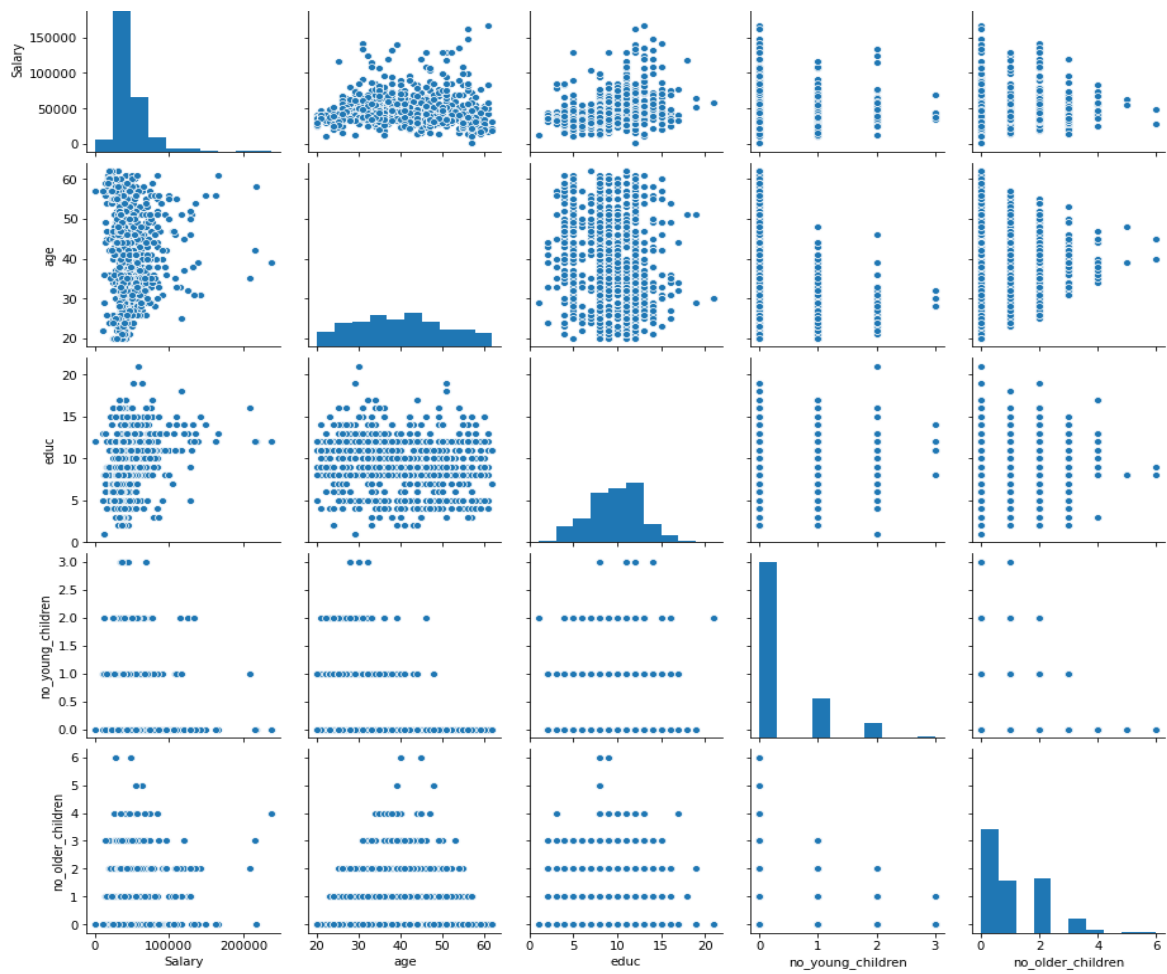 Salary
150000
100000
50000
0
age
60
50
40
30
20
educ
20
15
10
5
0
no_young_children
3.0
2.5
2.0
1.5
1.0
0.5
0.0
no_older_children
6
5
4
3
2
1
0
0 100000 200000
Salary
20 40 60
age
0 5 10 15 20
educ
0 1 2 3
no_young_children
0 2 4 6
no_older_children